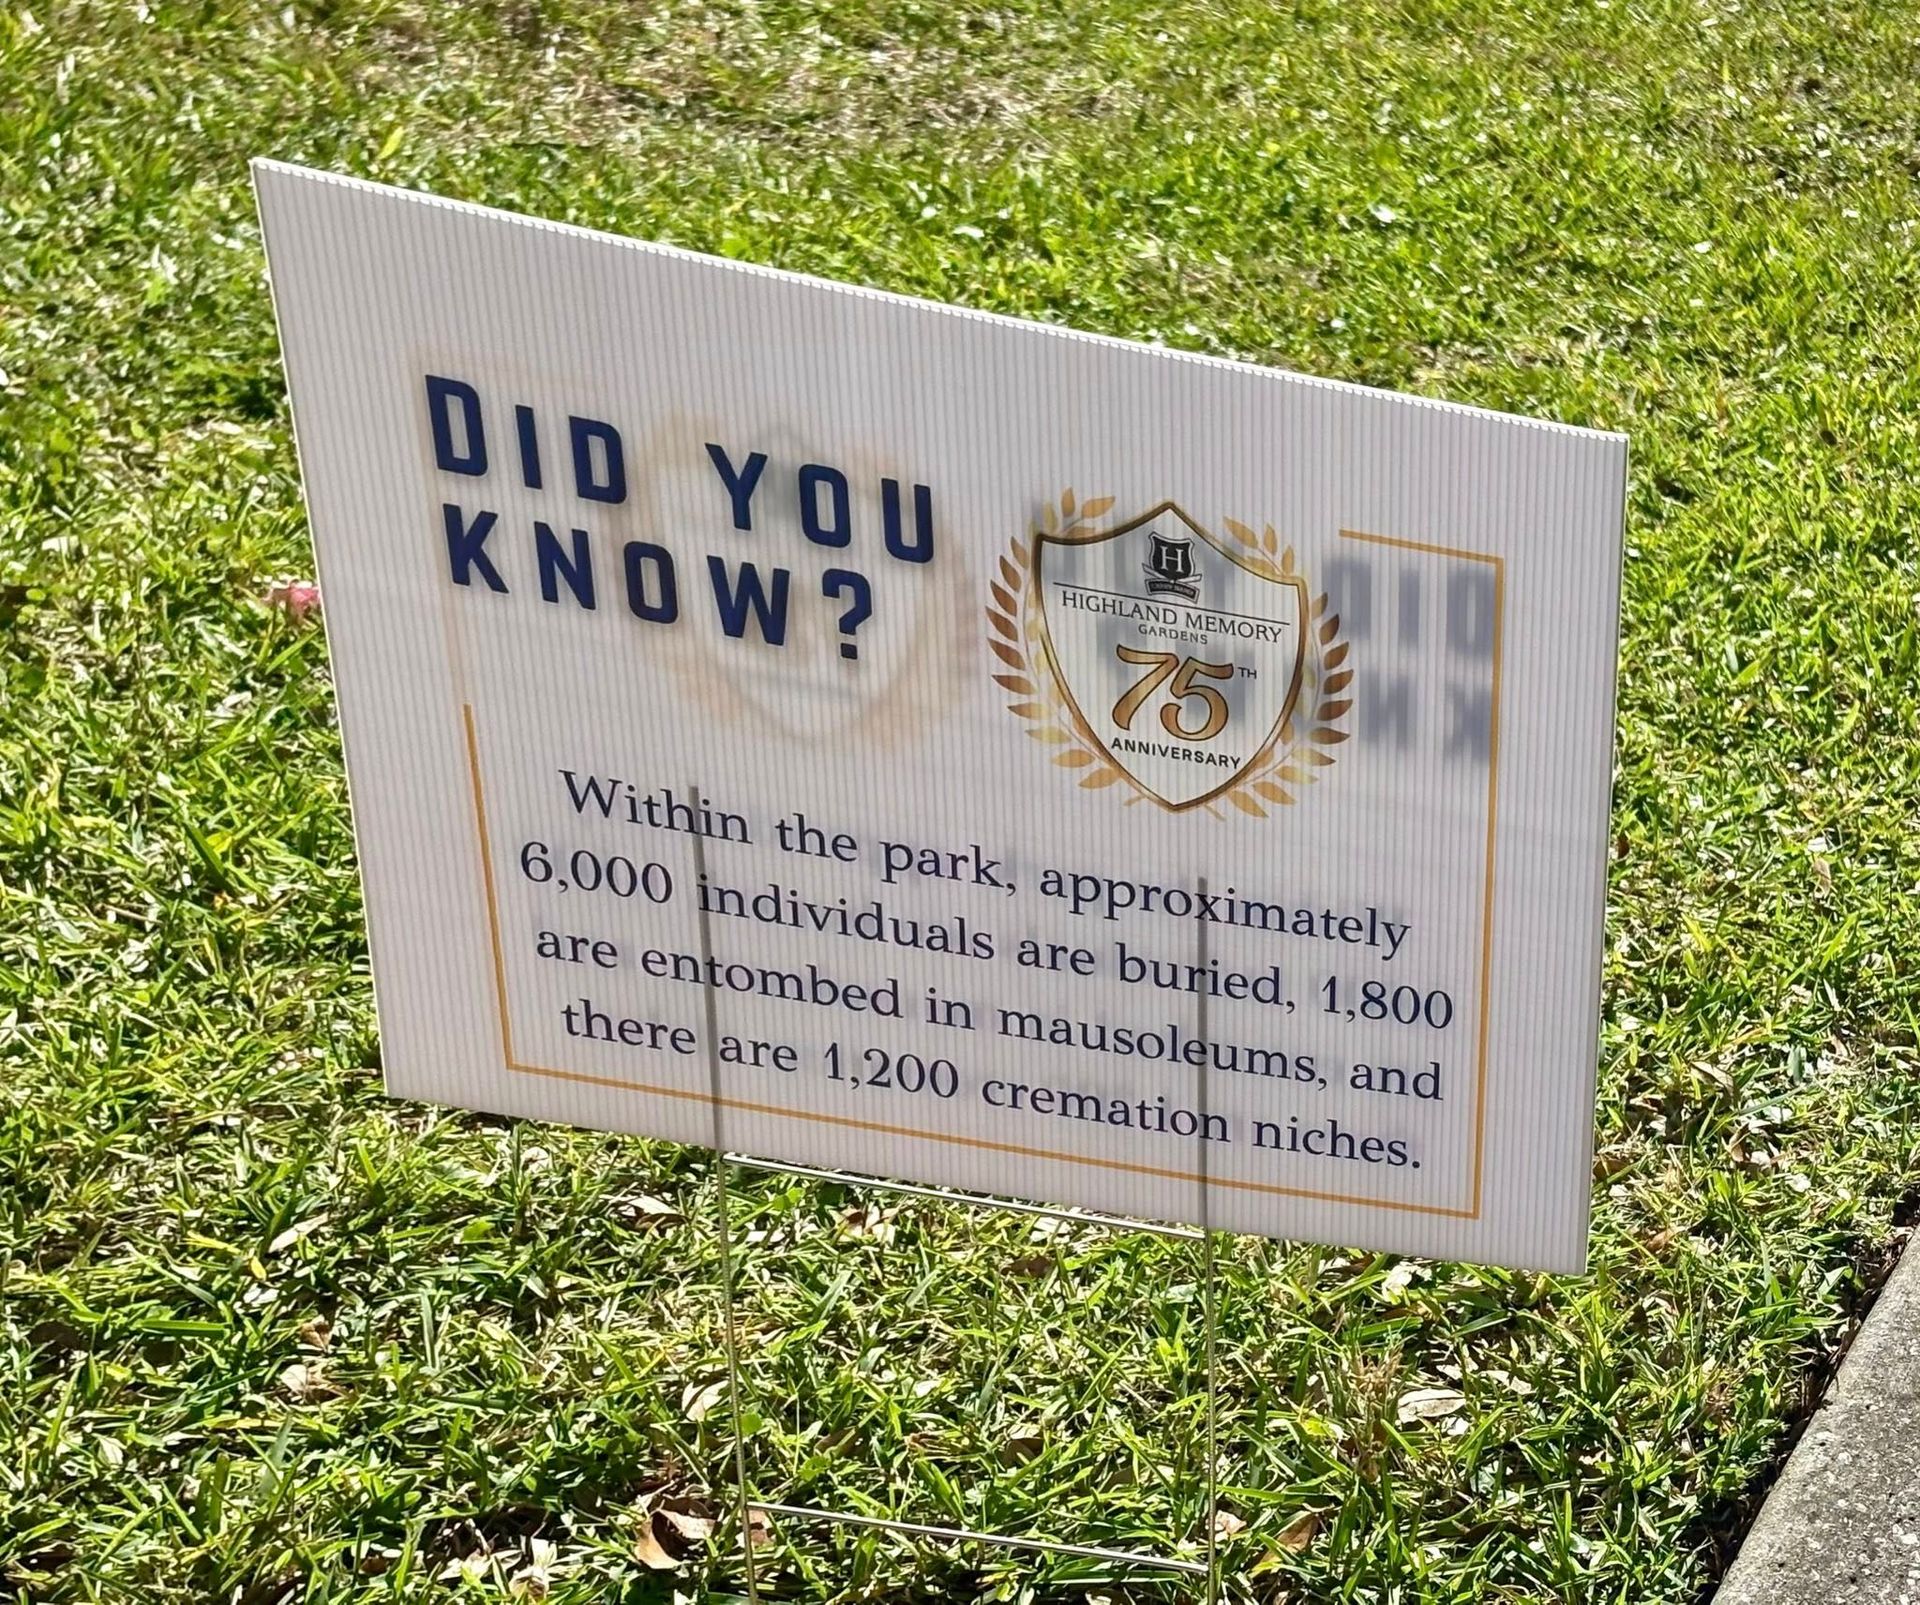 DID YOU
KNOW?
H
HIGHLAND MEMORY
GARDENS
75TH
ANNIVERSARY
Within the park, approximately
6,000 individuals are buried, 1,800
are entombed in mausoleums, and
there are 1,200 cremation niches.